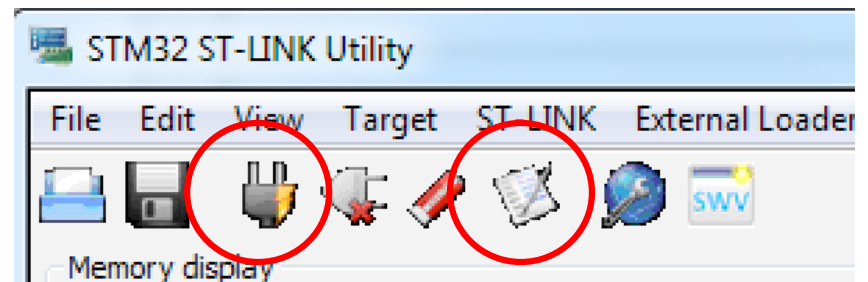 STM32 ST-LINK Utility
File Edit View Target ST-LINK External Loader
SWV
Memory display